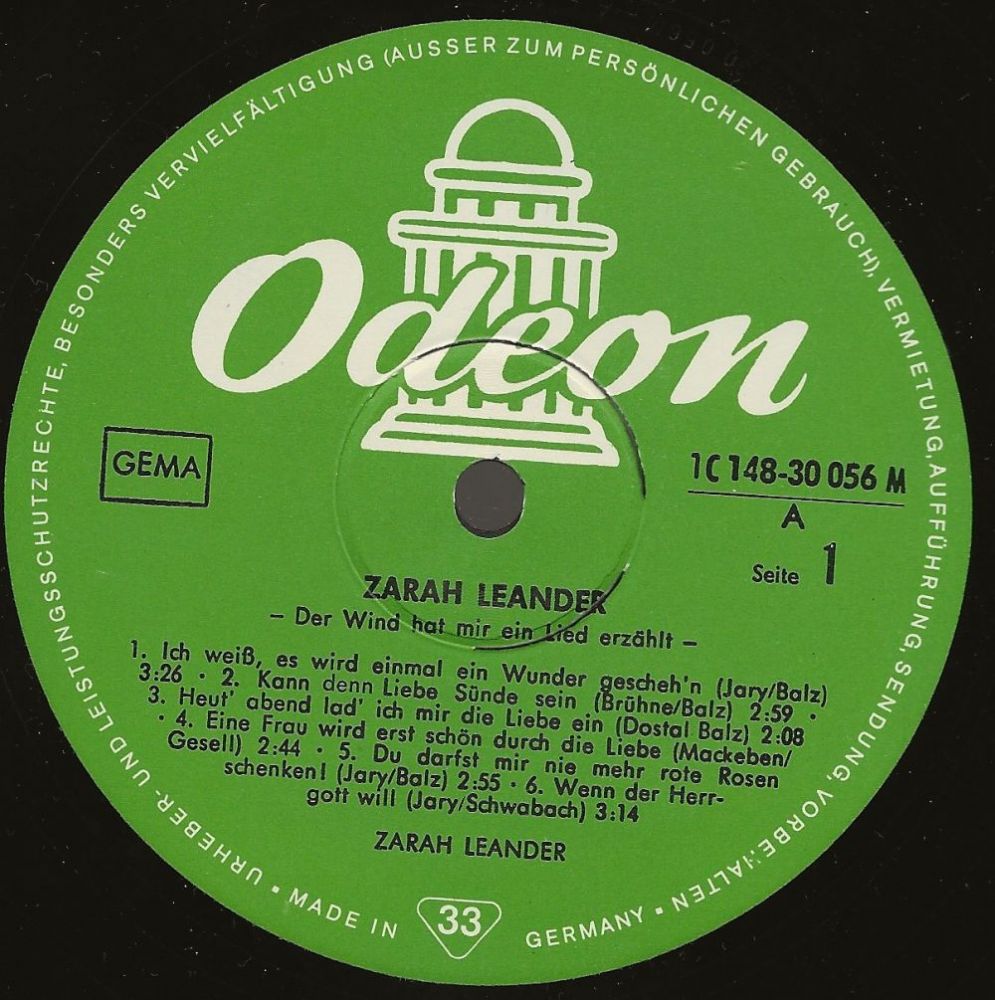 URHEBER- UND LEISTUNGSSCHUTZRECHTE, BESONDERS VERVIELFÄLTIGUNG (AUSSER ZUM PERSÖNLICHEN GEBRAUCH), VERMIETUNG, AUFFÜHRUNG, SENDUNG, VORBEHALTEN
Odeon
GEMA
1C 148-30 056 M
A
Seite 1
ZARAH LEANDER
– Der Wind hat mir ein Lied erzählt –
1. Ich weiß, es wird einmal ein Wunder gescheh'n (Jary/Balz)
3:26 · 2. Kann denn Liebe Sünde sein (Brühne/Balz) 2:59 ·
3. Heut' abend lad' ich mir die Liebe ein (Dostal Balz) 2:08
· 4. Eine Frau wird erst schön durch die Liebe (Mackeben/
Gesell) 2:44 · 5. Du darfst mir nie mehr rote Rosen
schenken! (Jary/Balz) 2:55 · 6. Wenn der Herr-
gott will (Jary/Schwabach) 3:14
ZARAH LEANDER
▪ MADE IN
33
GERMANY ▪